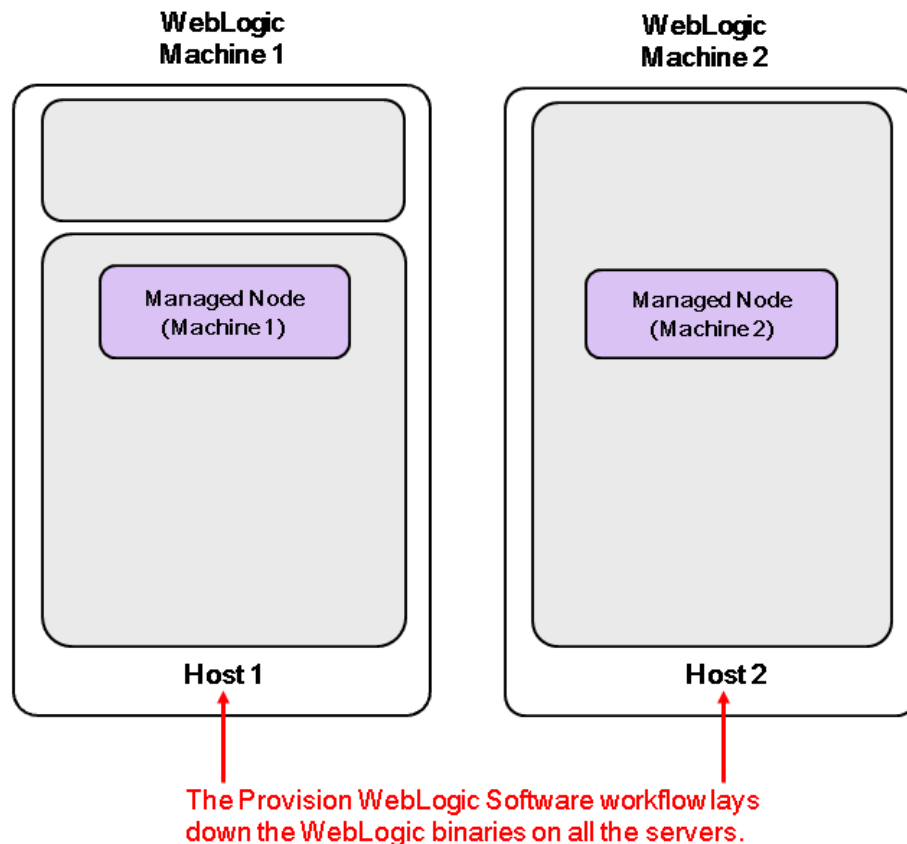 WebLogic
Machine 1
WebLogic
Machine 2
Managed Node
(Machine 1)
Managed Node
(Machine 2)
Host 1
Host 2
The Provision WebLogic Software workflow lays
down the WebLogic binaries on all the servers.